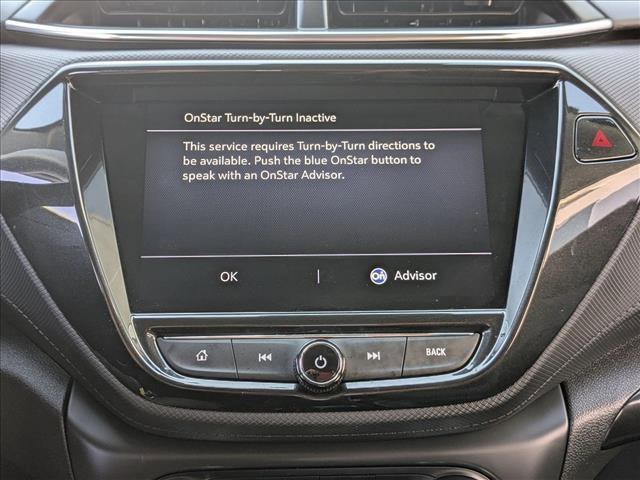 OnStar Turn-by-Turn Inactive
This service requires Turn-by-Turn directions to
be available. Push the blue OnStar button to
speak with an OnStar Advisor.
OK | On Advisor
BACK